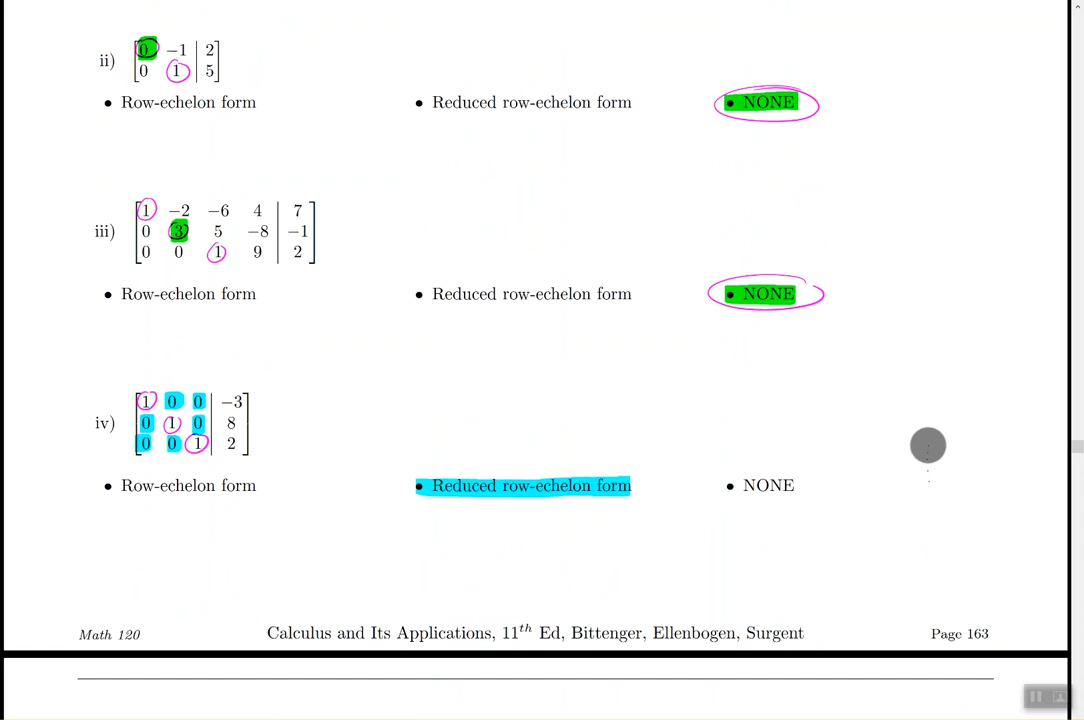 0 −1 | 2
ii)
0 1 | 5
• Row-echelon form • Reduced row-echelon form • NONE
1 −2 −6 4 | 7
iii) 0 3 5 −8 | −1
0 0 1 9 | 2
• Row-echelon form • Reduced row-echelon form • NONE
1 0 0 | −3
iv) 0 1 0 | 8
0 0 1 | 2
• Row-echelon form • Reduced row-echelon form • NONE
Math 120 Calculus and Its Applications, 11th Ed, Bittenger, Ellenbogen, Surgent Page 163